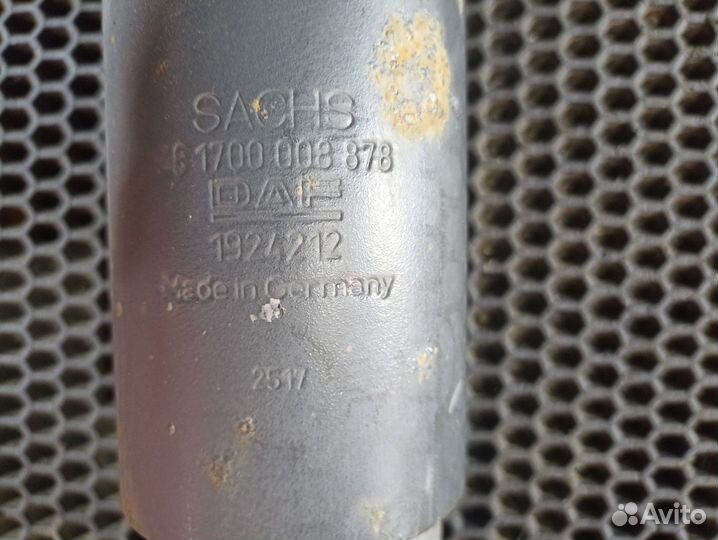 SACHS
1700 008 878
DAF
1924212
Made in Germany
2517
Avito